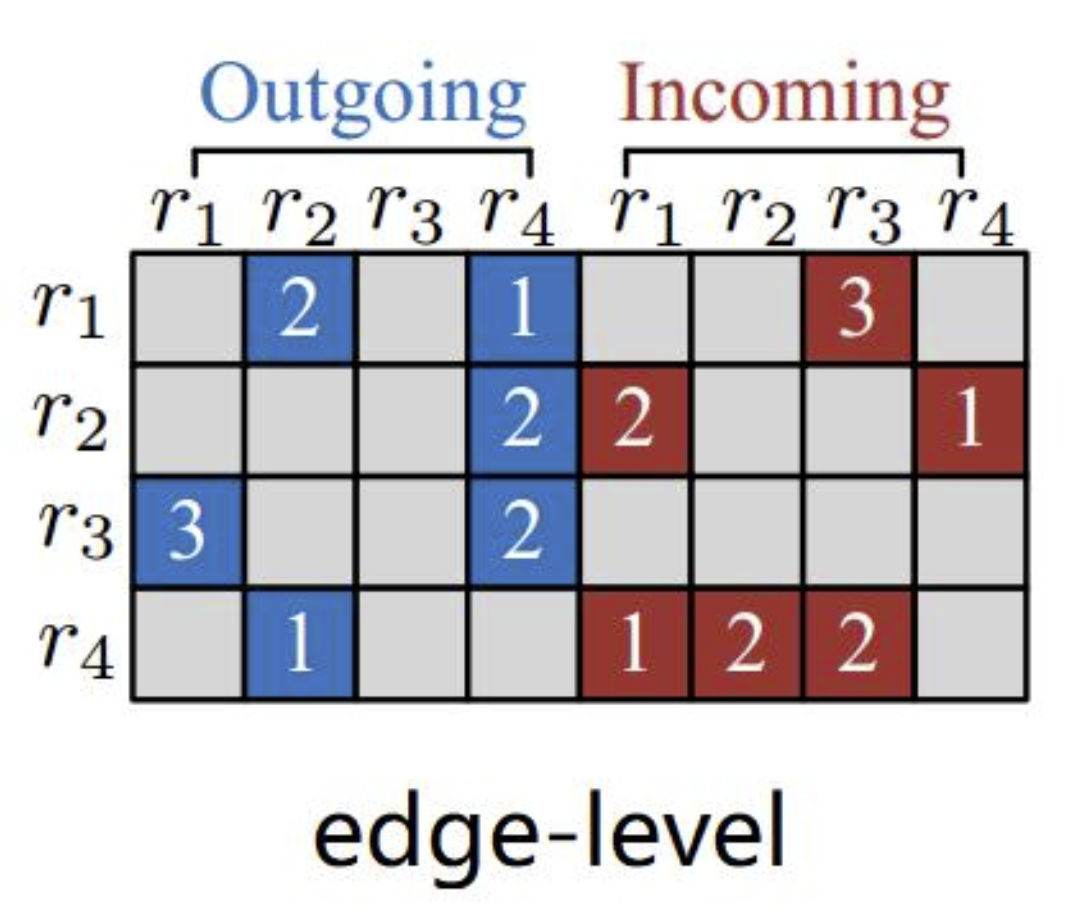 Outgoing Incoming
r1 r2 r3 r4 r1 r2 r3 r4
r1 2 1 3
r2 2 2 1
r3 3 2
r4 1 1 2 2
edge-level